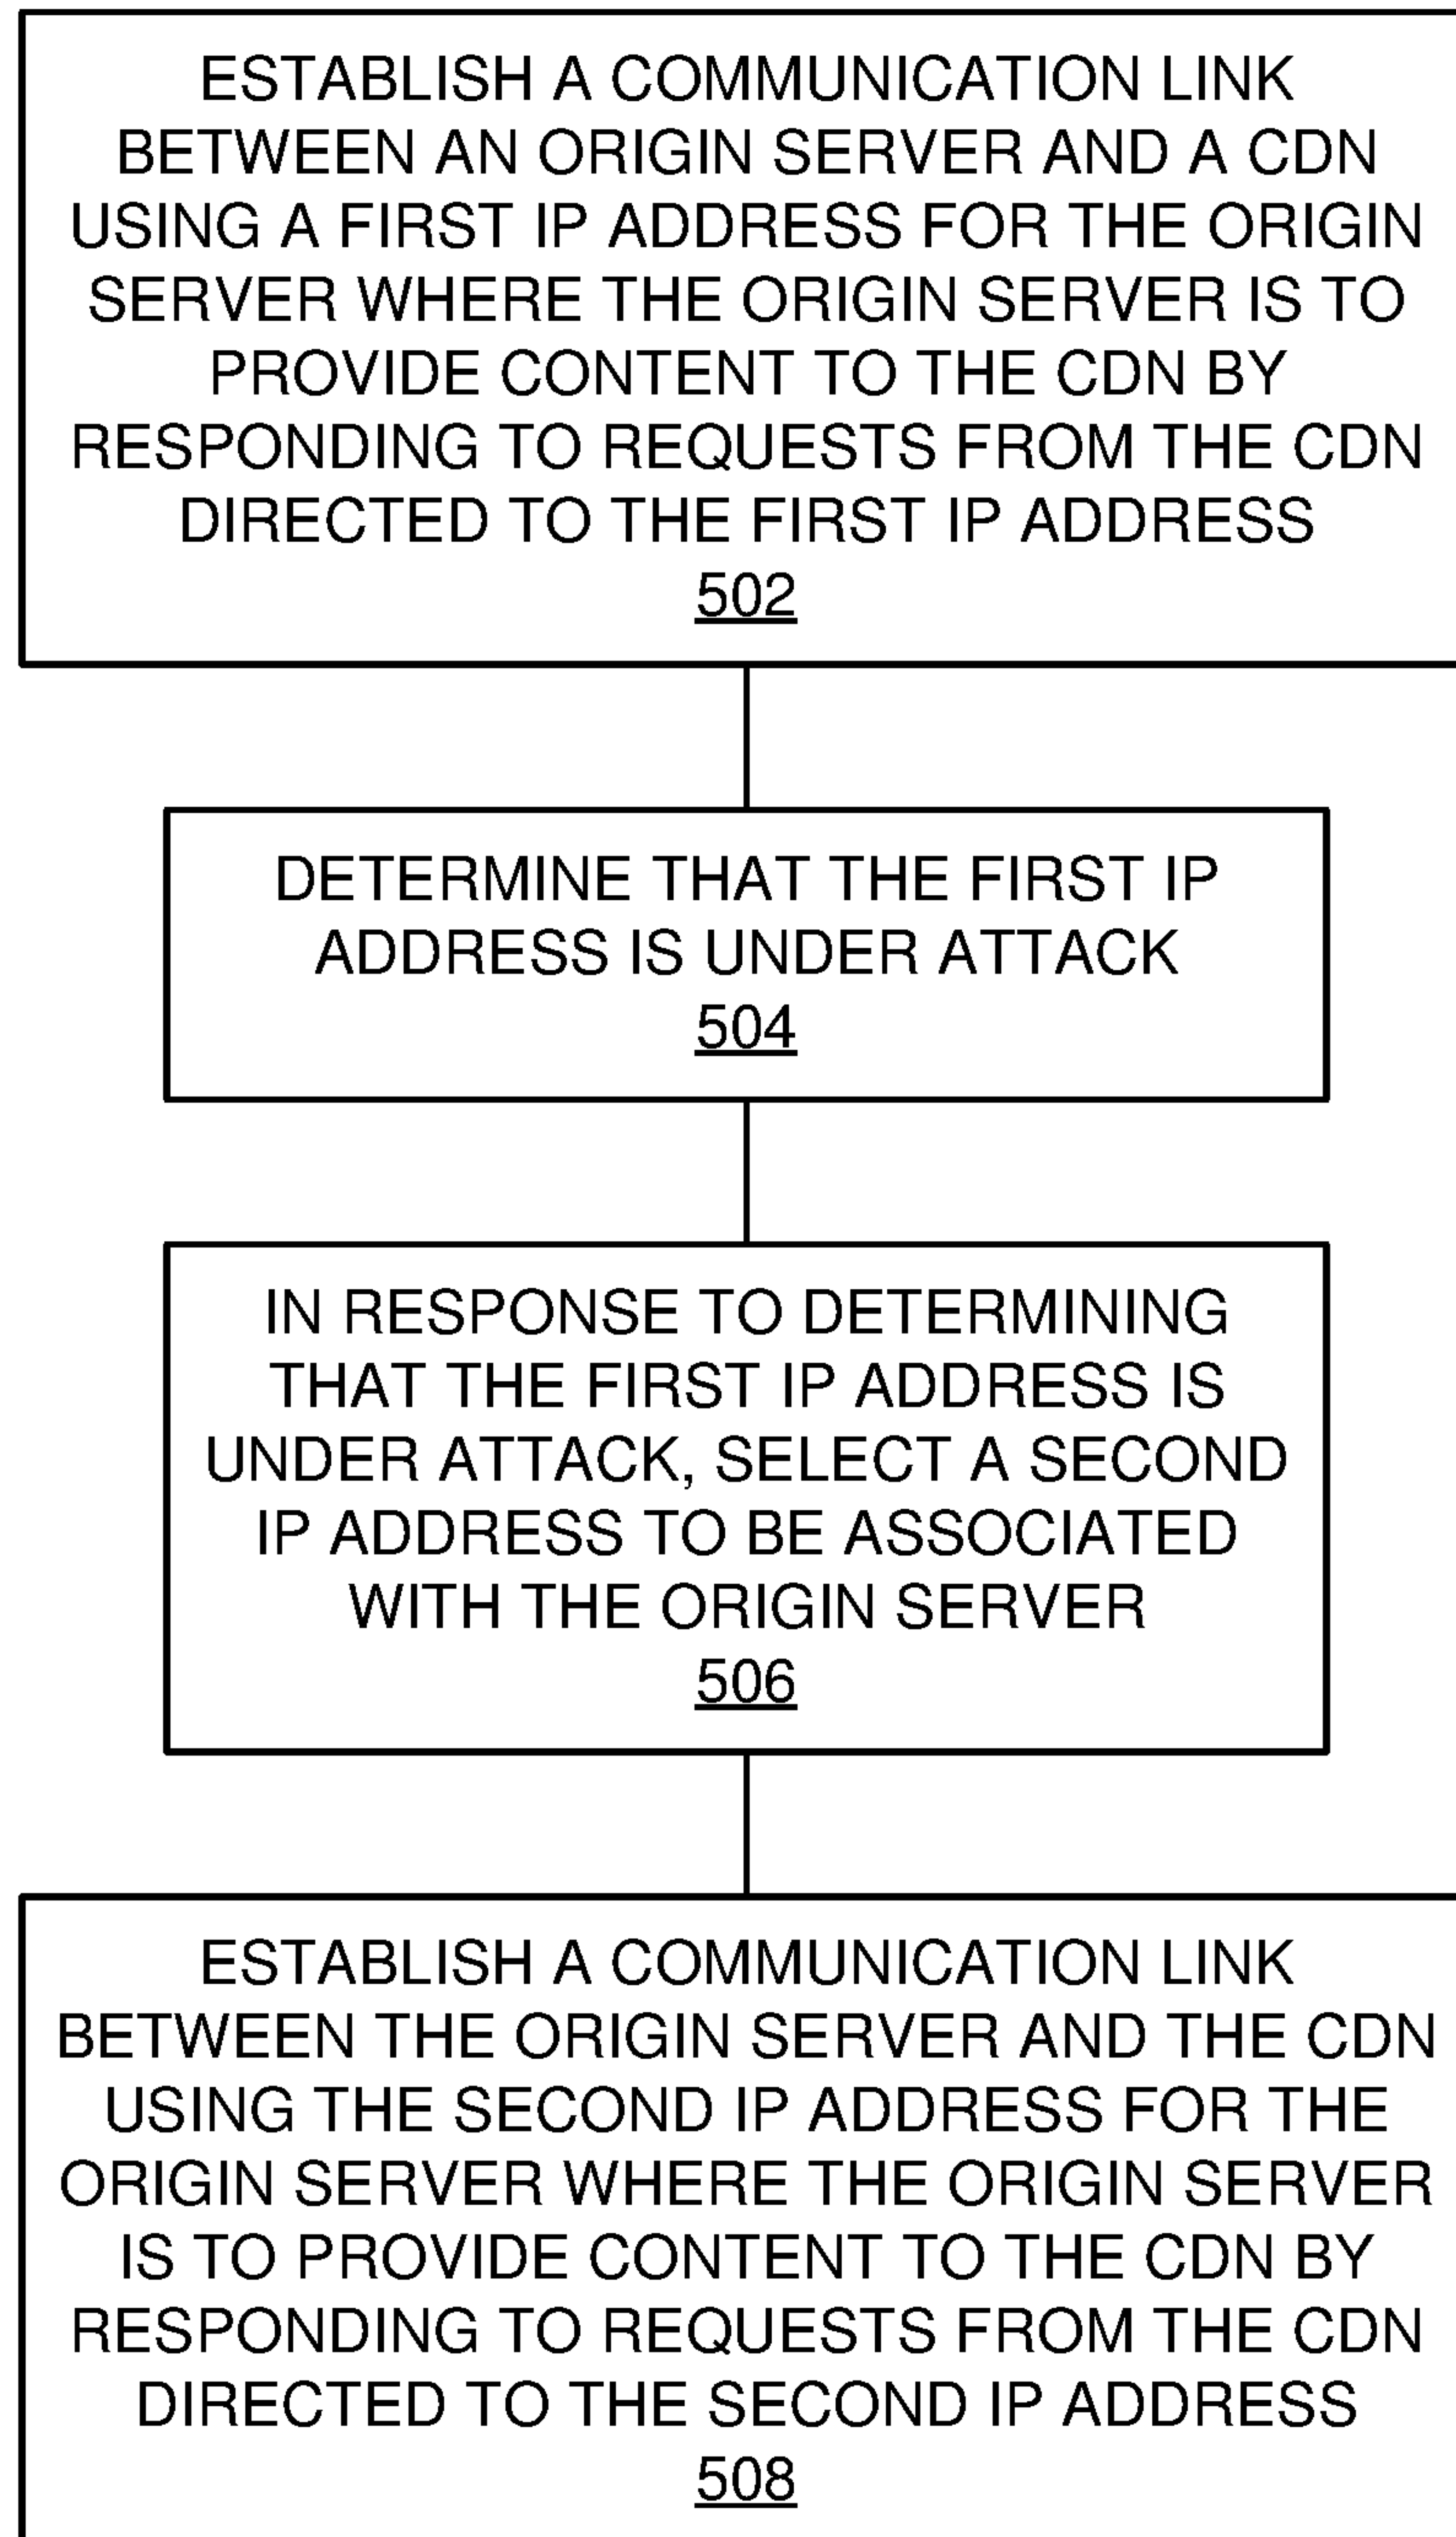 ESTABLISH A COMMUNICATION LINK
BETWEEN AN ORIGIN SERVER AND A CDN
USING A FIRST IP ADDRESS FOR THE ORIGIN
SERVER WHERE THE ORIGIN SERVER IS TO
PROVIDE CONTENT TO THE CDN BY
RESPONDING TO REQUESTS FROM THE CDN
DIRECTED TO THE FIRST IP ADDRESS
502
DETERMINE THAT THE FIRST IP
ADDRESS IS UNDER ATTACK
504
IN RESPONSE TO DETERMINING
THAT THE FIRST IP ADDRESS IS
UNDER ATTACK, SELECT A SECOND
IP ADDRESS TO BE ASSOCIATED
WITH THE ORIGIN SERVER
506
ESTABLISH A COMMUNICATION LINK
BETWEEN THE ORIGIN SERVER AND THE CDN
USING THE SECOND IP ADDRESS FOR THE
ORIGIN SERVER WHERE THE ORIGIN SERVER
IS TO PROVIDE CONTENT TO THE CDN BY
RESPONDING TO REQUESTS FROM THE CDN
DIRECTED TO THE SECOND IP ADDRESS
508